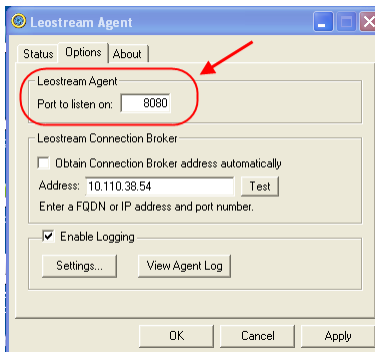 Leostream Agent
Status Options About
Leostream Agent
Port to listen on: 8080
Leostream Connection Broker
Obtain Connection Broker address automatically
Address: 10.110.38.54 Test
Enter a FQDN or IP address and port number.
Enable Logging
Settings... View Agent Log
OK Cancel Apply